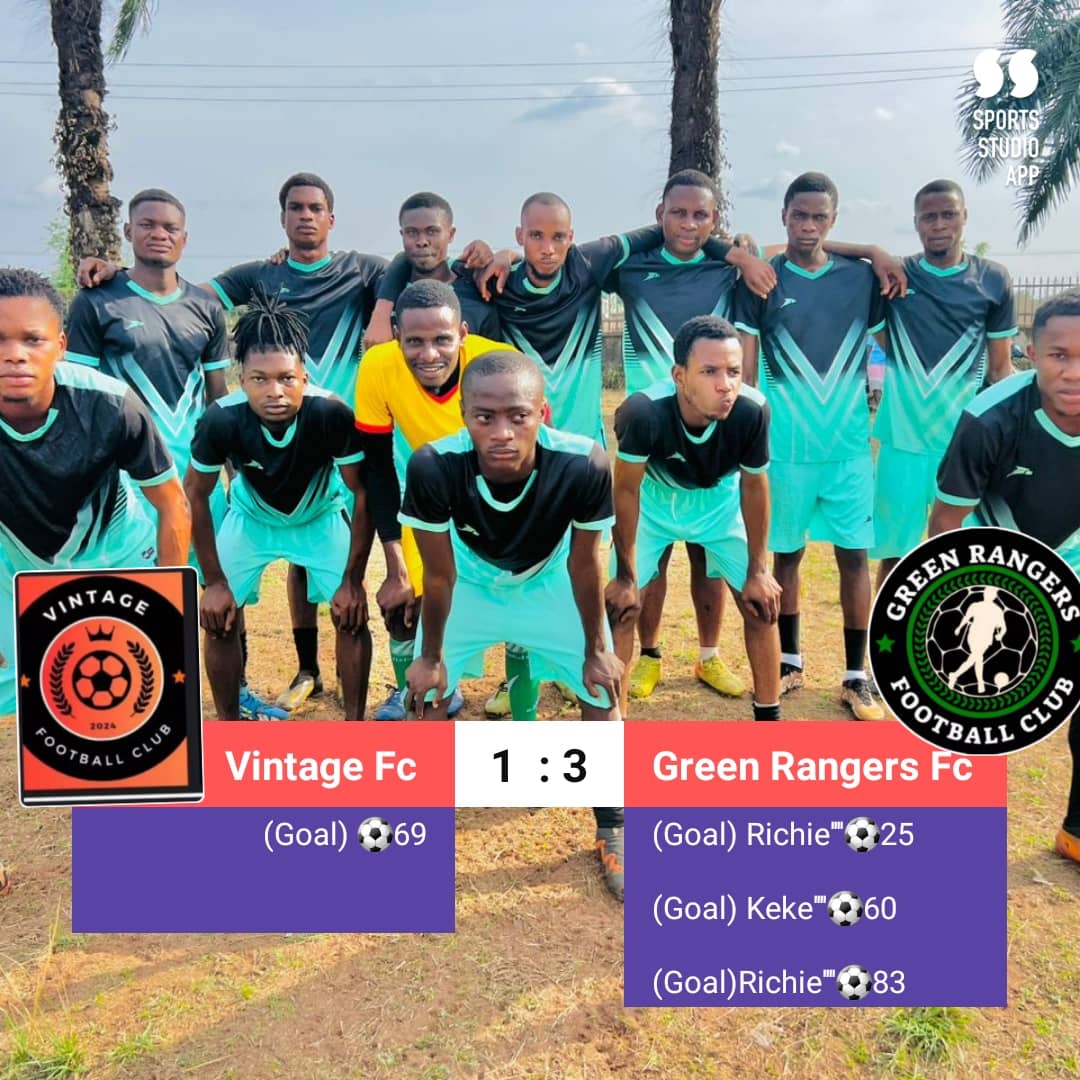 SPORTS
STUDIO
APP
VINTAGE
2024
FOOTBALL CLUB
GREEN RANGERS
FOOTBALL CLUB
Vintage Fc
1 : 3
Green Rangers Fc
(Goal) ⚽69
(Goal) Richie""⚽25
(Goal) Keke""⚽60
(Goal)Richie""⚽83